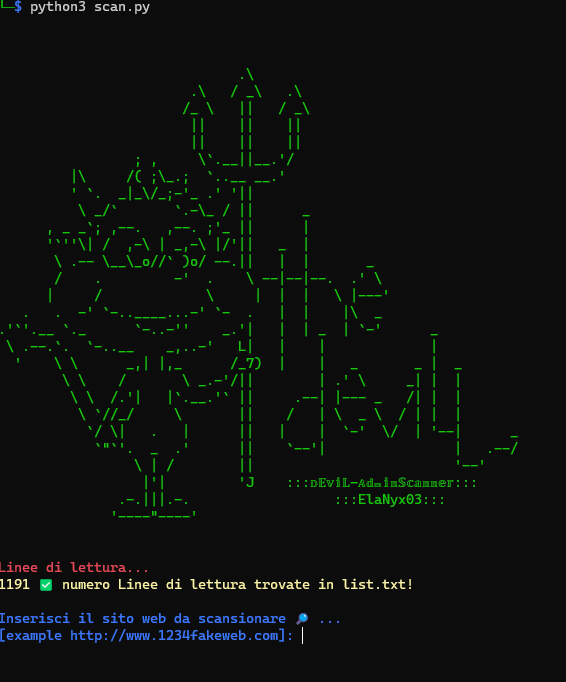 └─$ python3 scan.py
:::DEviL-AdminScanner:::
:::ElaNyx03:::
Linee di lettura...
1191 ✅ numero Linee di lettura trovate in list.txt!
Inserisci il sito web da scansionare 🔎 ...
[example http://www.1234fakeweb.com]: